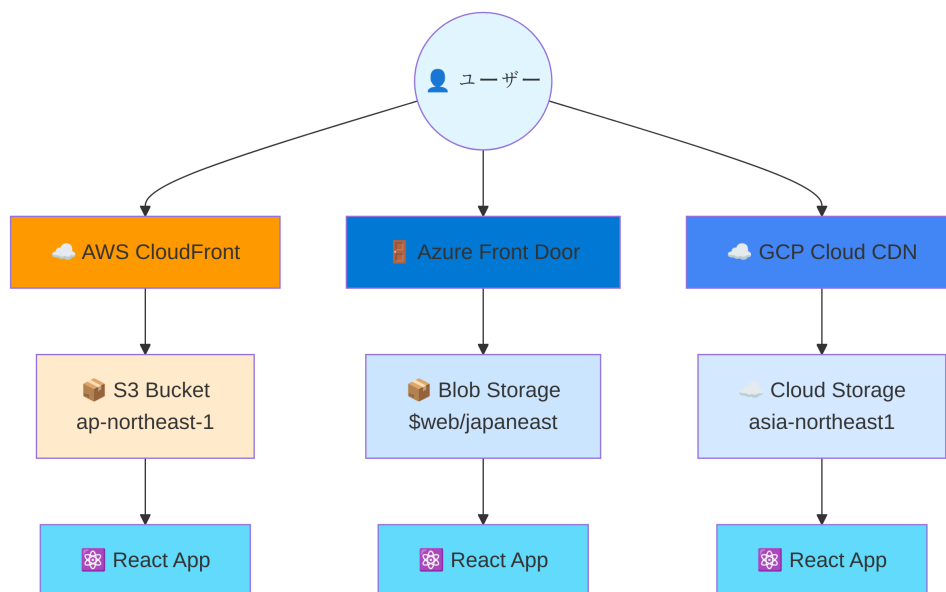 👤 ユーザー
☁️ AWS CloudFront
🚪 Azure Front Door
☁️ GCP Cloud CDN
📦 S3 Bucket
ap-northeast-1
📦 Blob Storage
$web/japaneast
☁️ Cloud Storage
asia-northeast1
⚛️ React App
⚛️ React App
⚛️ React App